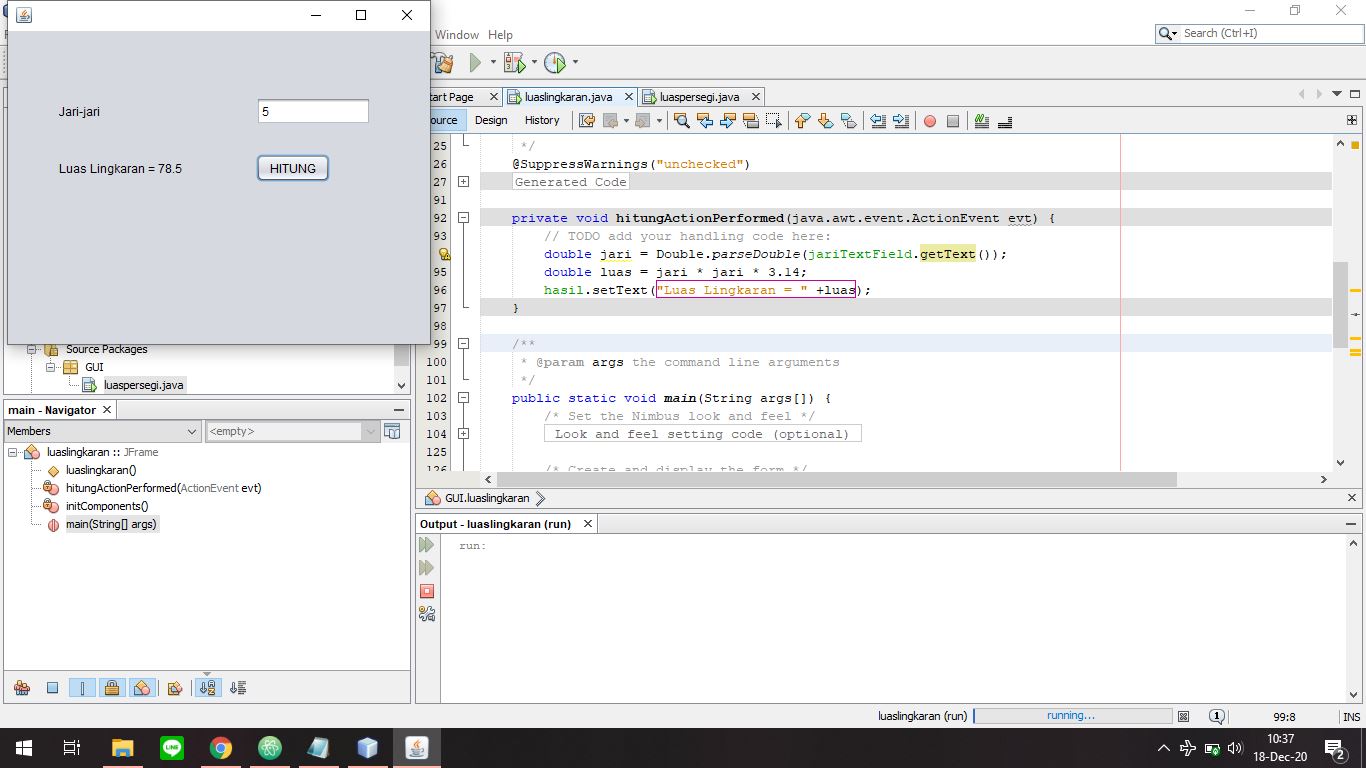 Jari-jari
5
Luas Lingkaran = 78.5
HITUNG
Window Help
Search (Ctrl+I)
tart Page
luaslingkaran.java
luaspersegi.java
ource
Design
History
25 */
26 @SuppressWarnings("unchecked")
27 Generated Code
91
92 private void hitungActionPerformed(java.awt.event.ActionEvent evt) {
93 // TODO add your handling code here:
double jari = Double.parseDouble(jariTextField.getText());
95 double luas = jari * jari * 3.14;
96 hasil.setText("Luas Lingkaran = " +luas);
97 }
98
99 /**
100 * @param args the command line arguments
101 */
102 public static void main(String args[]) {
103 /* Set the Nimbus look and feel */
104 Look and feel setting code (optional)
125
126 /* Create and display the form */
GUI.luaslingkaran
Source Packages
GUI
luaspersegi.java
main - Navigator
Members
<empty>
luaslingkaran :: JFrame
luaslingkaran()
hitungActionPerformed(ActionEvent evt)
initComponents()
main(String[] args)
Output - luaslingkaran (run)
run:
luaslingkaran (run)
running...
1
99:8
INS
LINE
10:37
18-Dec-20
2